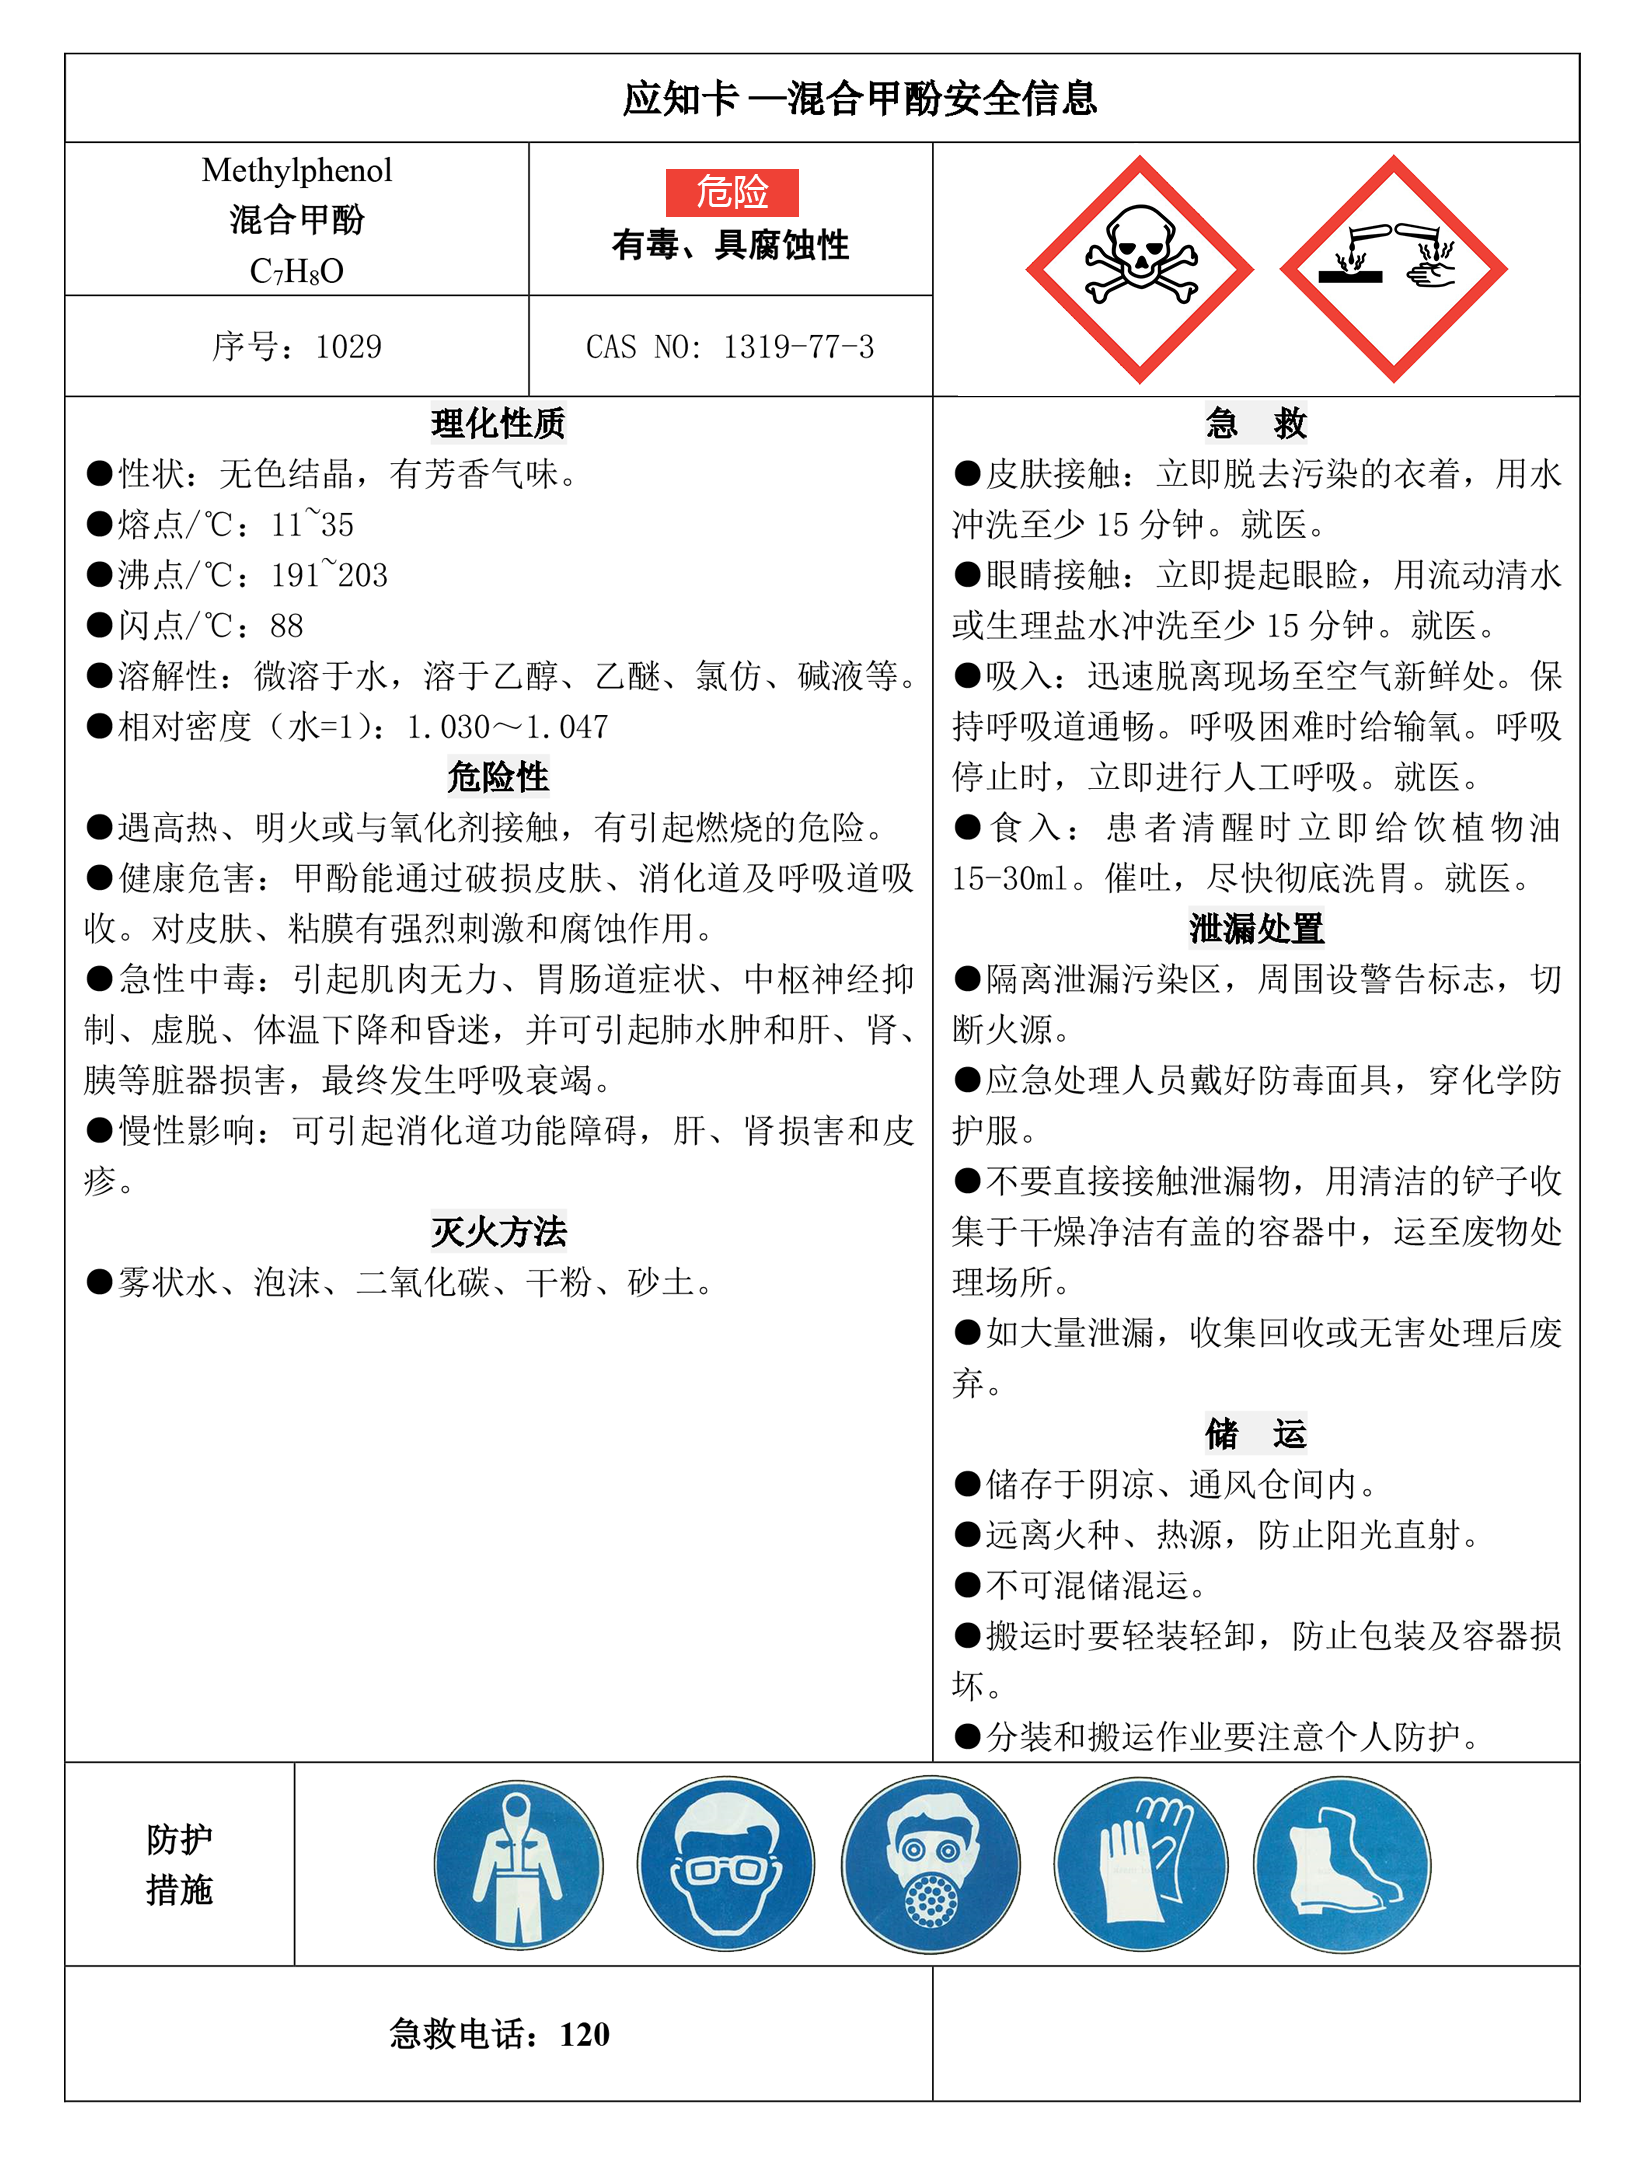 应知卡—混合甲酚安全信息
Methylphenol
混合甲酚
C₇H₈O
危险
有毒、具腐蚀性
序号：1029
CAS NO: 1319-77-3
理化性质
●性状：无色结晶，有芳香气味。
●熔点/℃：11~35
●沸点/℃：191~203
●闪点/℃：88
●溶解性：微溶于水，溶于乙醇、乙醚、氯仿、碱液等。
●相对密度（水=1）：1.030～1.047
危险性
●遇高热、明火或与氧化剂接触，有引起燃烧的危险。
●健康危害：甲酚能通过破损皮肤、消化道及呼吸道吸
收。对皮肤、粘膜有强烈刺激和腐蚀作用。
●急性中毒：引起肌肉无力、胃肠道症状、中枢神经抑
制、虚脱、体温下降和昏迷，并可引起肺水肿和肝、肾、
胰等脏器损害，最终发生呼吸衰竭。
●慢性影响：可引起消化道功能障碍，肝、肾损害和皮
疹。
灭火方法
●雾状水、泡沫、二氧化碳、干粉、砂土。
急 救
●皮肤接触：立即脱去污染的衣着，用水
冲洗至少 15 分钟。就医。
●眼睛接触：立即提起眼睑，用流动清水
或生理盐水冲洗至少 15 分钟。就医。
●吸入：迅速脱离现场至空气新鲜处。保
持呼吸道通畅。呼吸困难时给输氧。呼吸
停止时，立即进行人工呼吸。就医。
●食入：患者清醒时立即给饮植物油
15-30ml。催吐，尽快彻底洗胃。就医。
泄漏处置
●隔离泄漏污染区，周围设警告标志，切
断火源。
●应急处理人员戴好防毒面具，穿化学防
护服。
●不要直接接触泄漏物，用清洁的铲子收
集于干燥净洁有盖的容器中，运至废物处
理场所。
●如大量泄漏，收集回收或无害处理后废
弃。
储 运
●储存于阴凉、通风仓间内。
●远离火种、热源，防止阳光直射。
●不可混储混运。
●搬运时要轻装轻卸，防止包装及容器损
坏。
●分装和搬运作业要注意个人防护。
防护
措施
急救电话：120